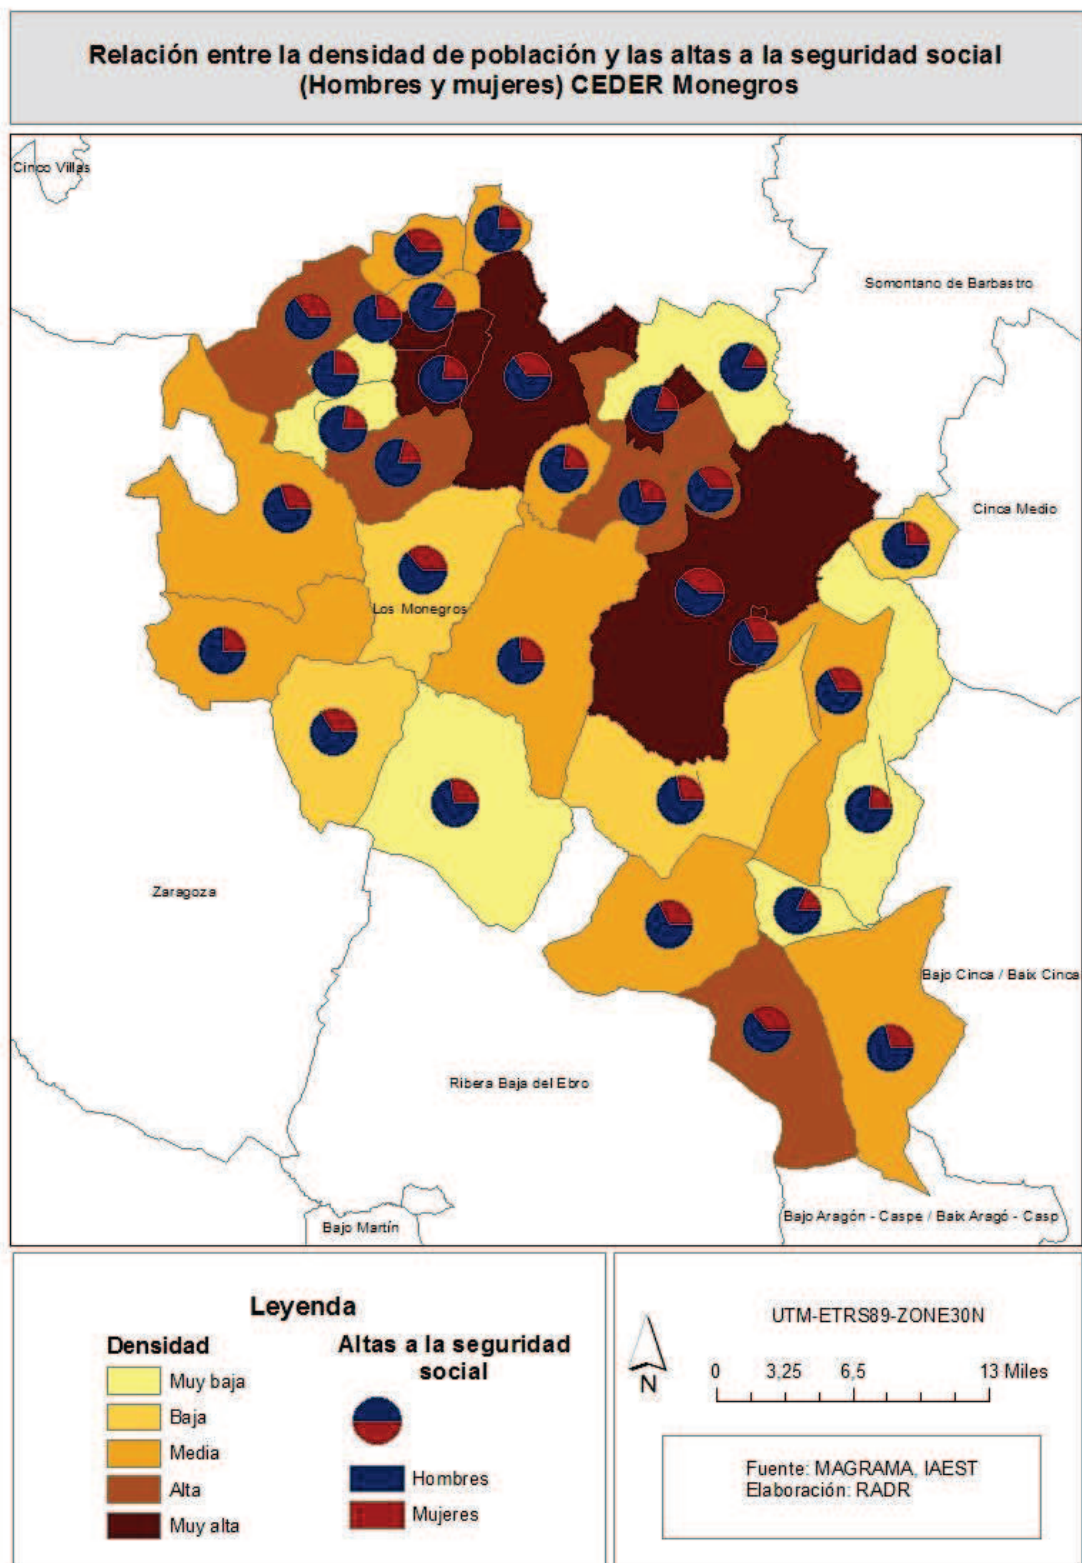 Relación entre la densidad de población y las altas a la seguridad social
(Hombres y mujeres) CEDER Monegros
Cinco Villas
Somontano de Barbastro
Cinca Medio
Los Monegros
Zaragoza
Bajo Cinca / Baix Cinca
Ribera Baja del Ebro
Bajo Martín
Bajo Aragón - Caspe / Baix Aragó - Casp
Leyenda
Densidad
Muy baja
Baja
Media
Alta
Muy alta
Altas a la seguridad
social
Hombres
Mujeres
N
UTM-ETRS89-ZONE30N
0 3,25 6,5 13 Miles
Fuente: MAGRAMA, IAEST
Elaboración: RADR